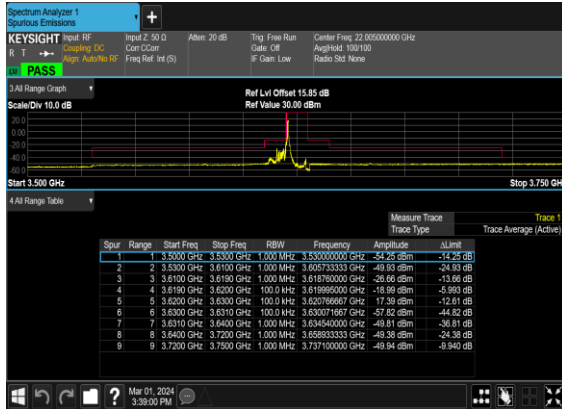 Spectrum Analyzer 1
Spurious Emissions
+
KEYSIGHT Input: RF Input Z: 50 Ω Atten: 20 dB Trig: Free Run Center Freq: 22.005000000 GHz
R T Coupling: DC Corr CCorr Gate: Off Avg|Hold: 100/100
Align: Auto/No RF Freq Ref: Int (S) IF Gain: Low Radio Std: None
PASS
3 All Range Graph Ref Lvl Offset 15.85 dB
Scale/Div 10.0 dB Ref Value 30.00 dBm
20.0
0.00
-20.0
-40.0
-60.0
Start 3.500 GHz Stop 3.750 GH
4 All Range Table
Measure Trace Trace 1
Trace Type Trace Average (Active)
Spur Range Start Freq Stop Freq RBW Frequency Amplitude ΔLimit
1 1 3.5000 GHz 3.5300 GHz 1.000 MHz 3.530000000 GHz -54.25 dBm -14.25 dB
2 2 3.5300 GHz 3.6100 GHz 1.000 MHz 3.605733333 GHz -49.93 dBm -24.93 dB
3 3 3.6100 GHz 3.6190 GHz 1.000 MHz 3.618760000 GHz -26.66 dBm -13.66 dB
4 4 3.6190 GHz 3.6200 GHz 100.0 kHz 3.619995000 GHz -18.99 dBm -5.993 dB
5 5 3.6200 GHz 3.6300 GHz 100.0 kHz 3.620766667 GHz 17.39 dBm -12.61 dB
6 6 3.6300 GHz 3.6310 GHz 100.0 kHz 3.630071667 GHz -57.82 dBm -44.82 dB
7 7 3.6310 GHz 3.6400 GHz 1.000 MHz 3.634540000 GHz -49.81 dBm -36.81 dB
8 8 3.6400 GHz 3.7200 GHz 1.000 MHz 3.658933333 GHz -49.38 dBm -24.38 dB
9 9 3.7200 GHz 3.7500 GHz 1.000 MHz 3.737100000 GHz -49.94 dBm -9.940 dB
? Mar 01, 2024
3:39:00 PM